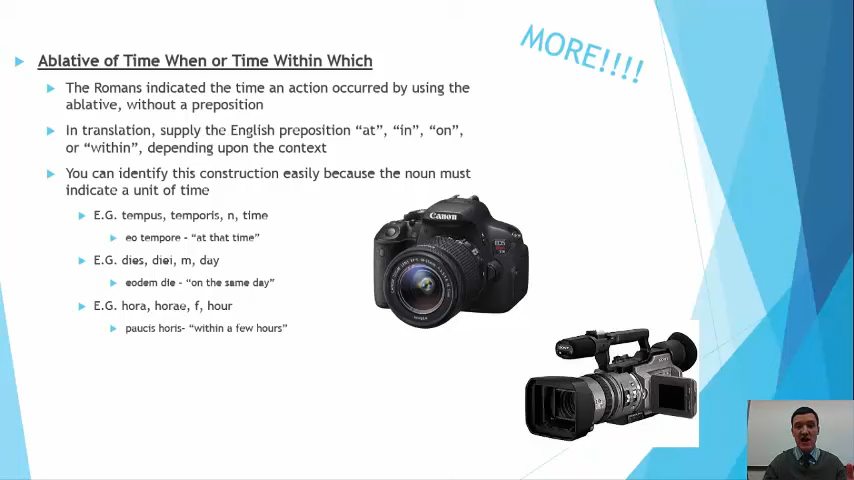 MORE!!!!
Ablative of Time When or Time Within Which
The Romans indicated the time an action occurred by using the
ablative, without a preposition
In translation, supply the English preposition “at”, “in”, “on”,
or “within”, depending upon the context
You can identify this construction easily because the noun must
indicate a unit of time
E.G. tempus, temporis, n, time
eo tempore – “at that time”
E.G. dies, diei, m, day
eodem die – “on the same day”
E.G. hora, horae, f, hour
paucis horis– “within a few hours”
Canon
EOS
SONY
SONY